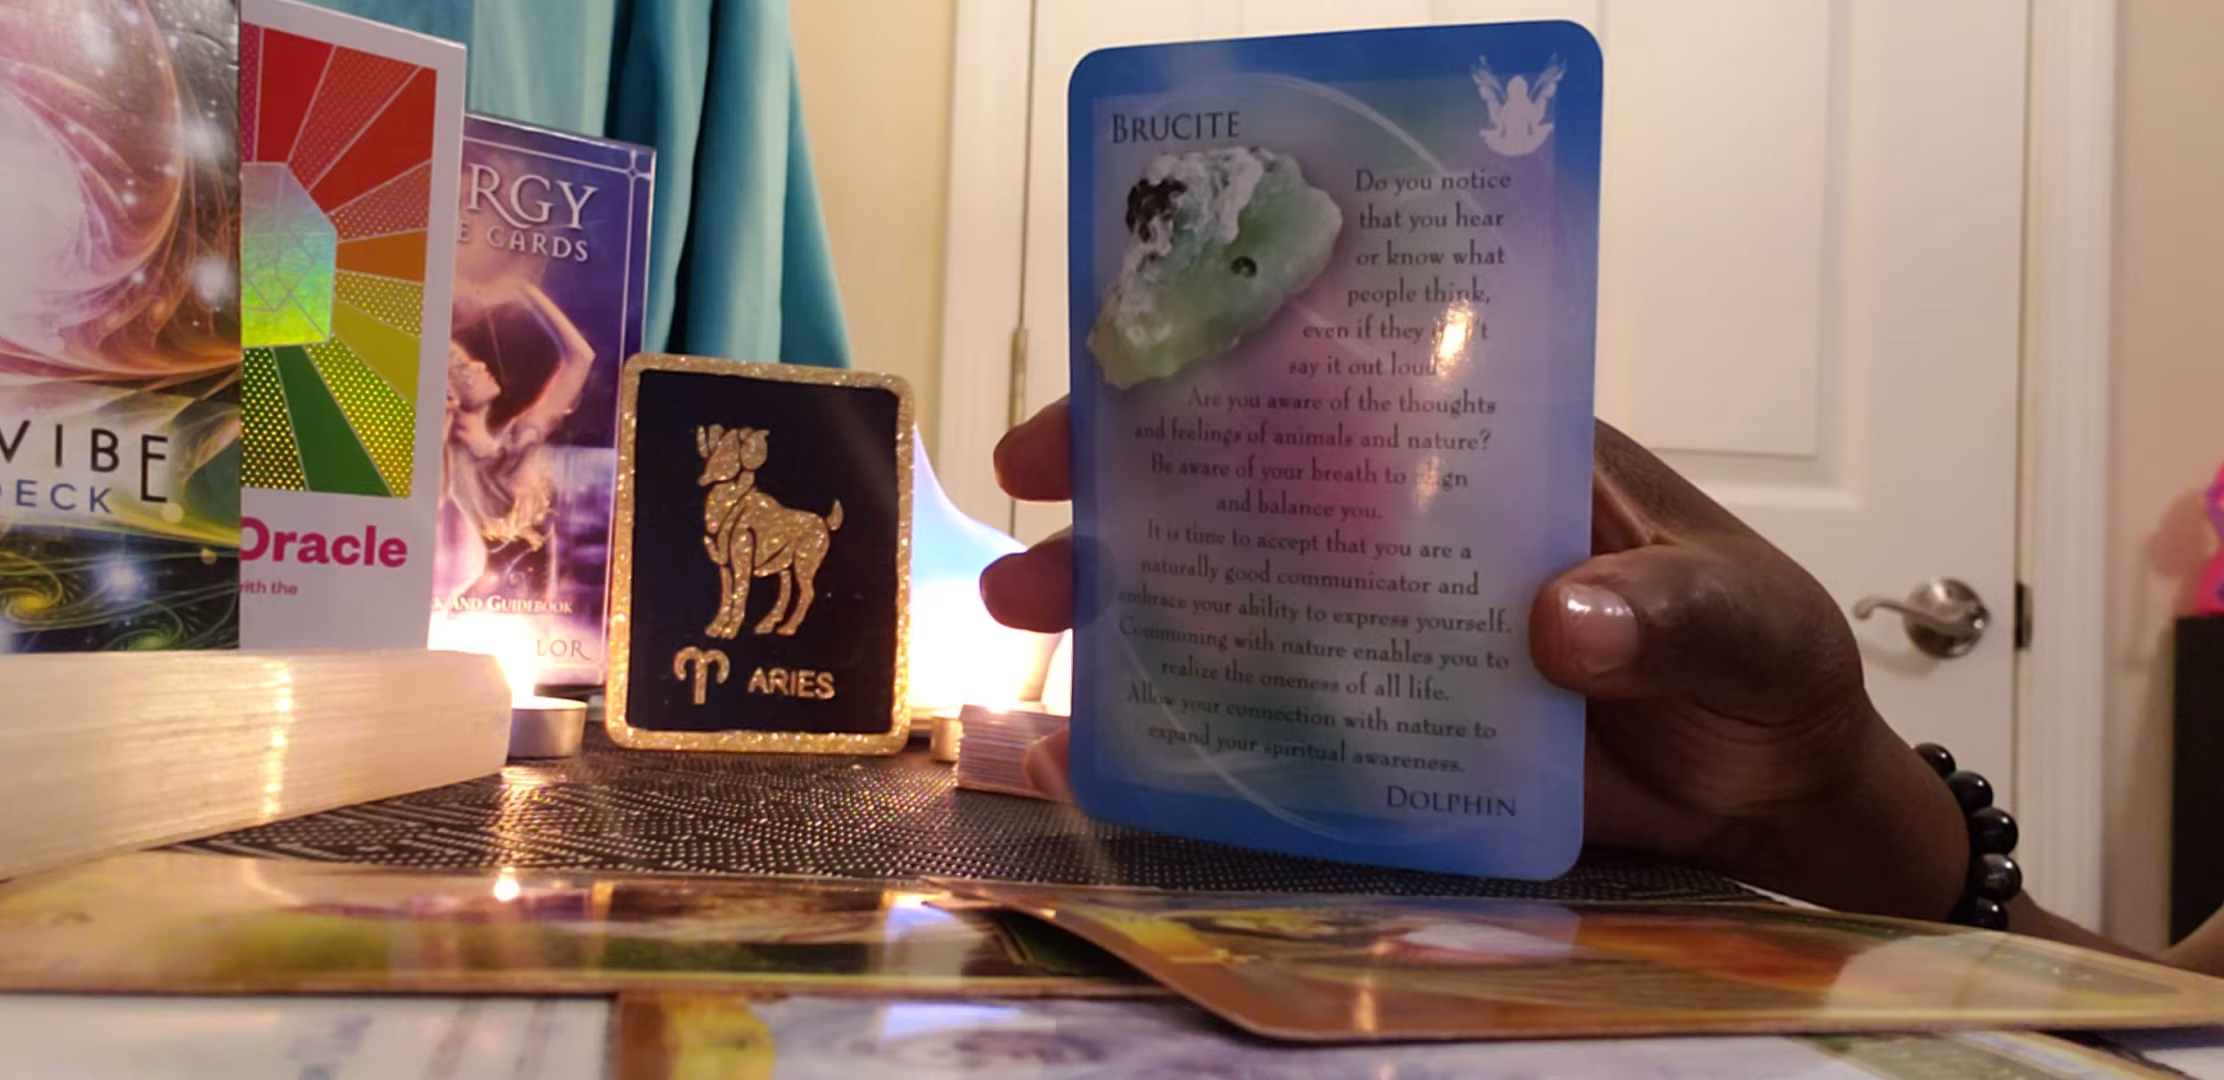 VIBE
DECK
Oracle
with the
RGY
E CARDS
AND GUIDEBOOK
LOR
ARIES
BRUCITE
Do you notice
that you hear
or know what
people think,
even if they
say it out loud
Are you aware of the thoughts
and feelings of animals and nature?
Be aware of your breath to align
and balance you.
It is time to accept that you are a
naturally good communicator and
embrace your ability to express yourself.
Communing with nature enables you to
realize the oneness of all life.
Allow your connection with nature to
expand your spiritual awareness.
DOLPHIN